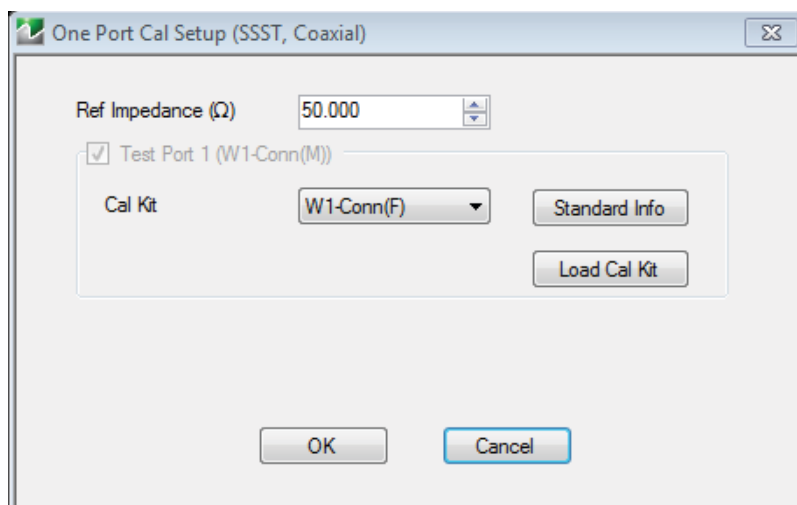 One Port Cal Setup (SSST, Coaxial)
Ref Impedance (Ω) 50.000
Test Port 1 (W1-Conn(M))
Cal Kit W1-Conn(F) Standard Info
Load Cal Kit
OK Cancel